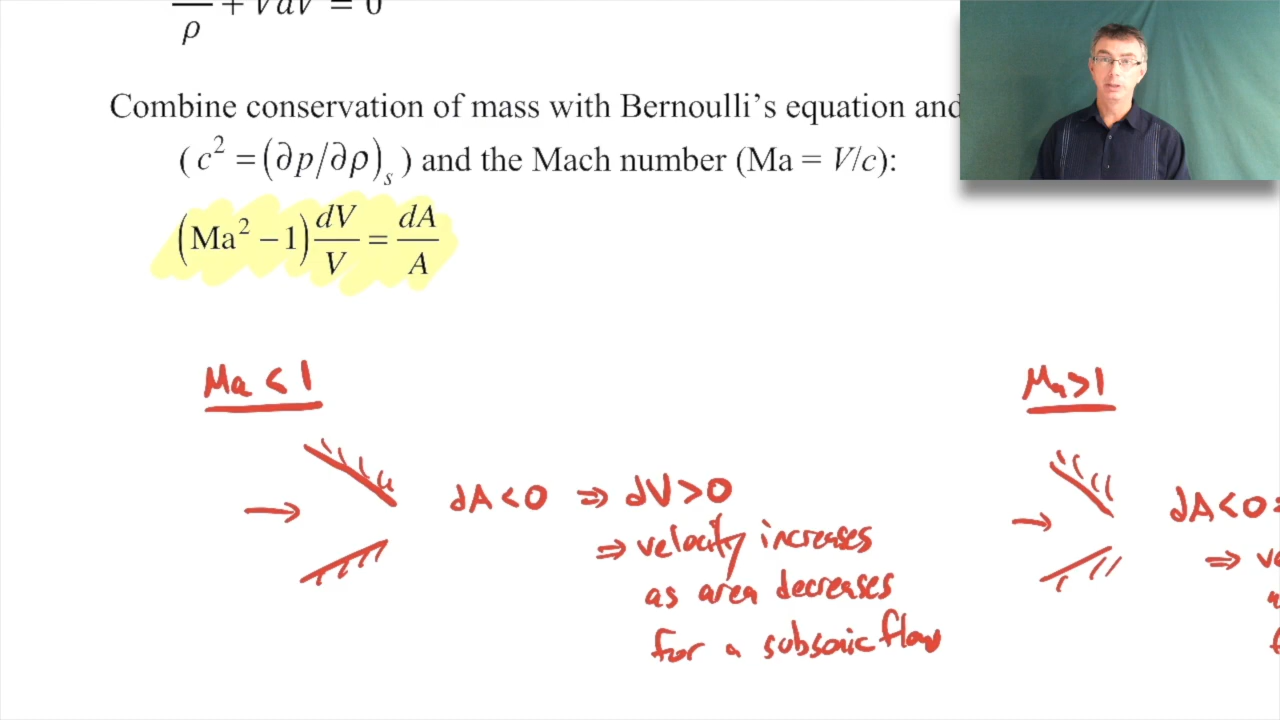 ρ + VdV = 0
Combine conservation of mass with Bernoulli’s equation and
( c² = (∂p/∂ρ)ₛ ) and the Mach number (Ma = V/c):
(Ma² – 1) dV/V = dA/A
Ma < 1
Ma > 1
dA < 0 ⇒ dV > 0
⇒ velocity increases
as area decreases
for a subsonic flow
dA < 0 =
⇒